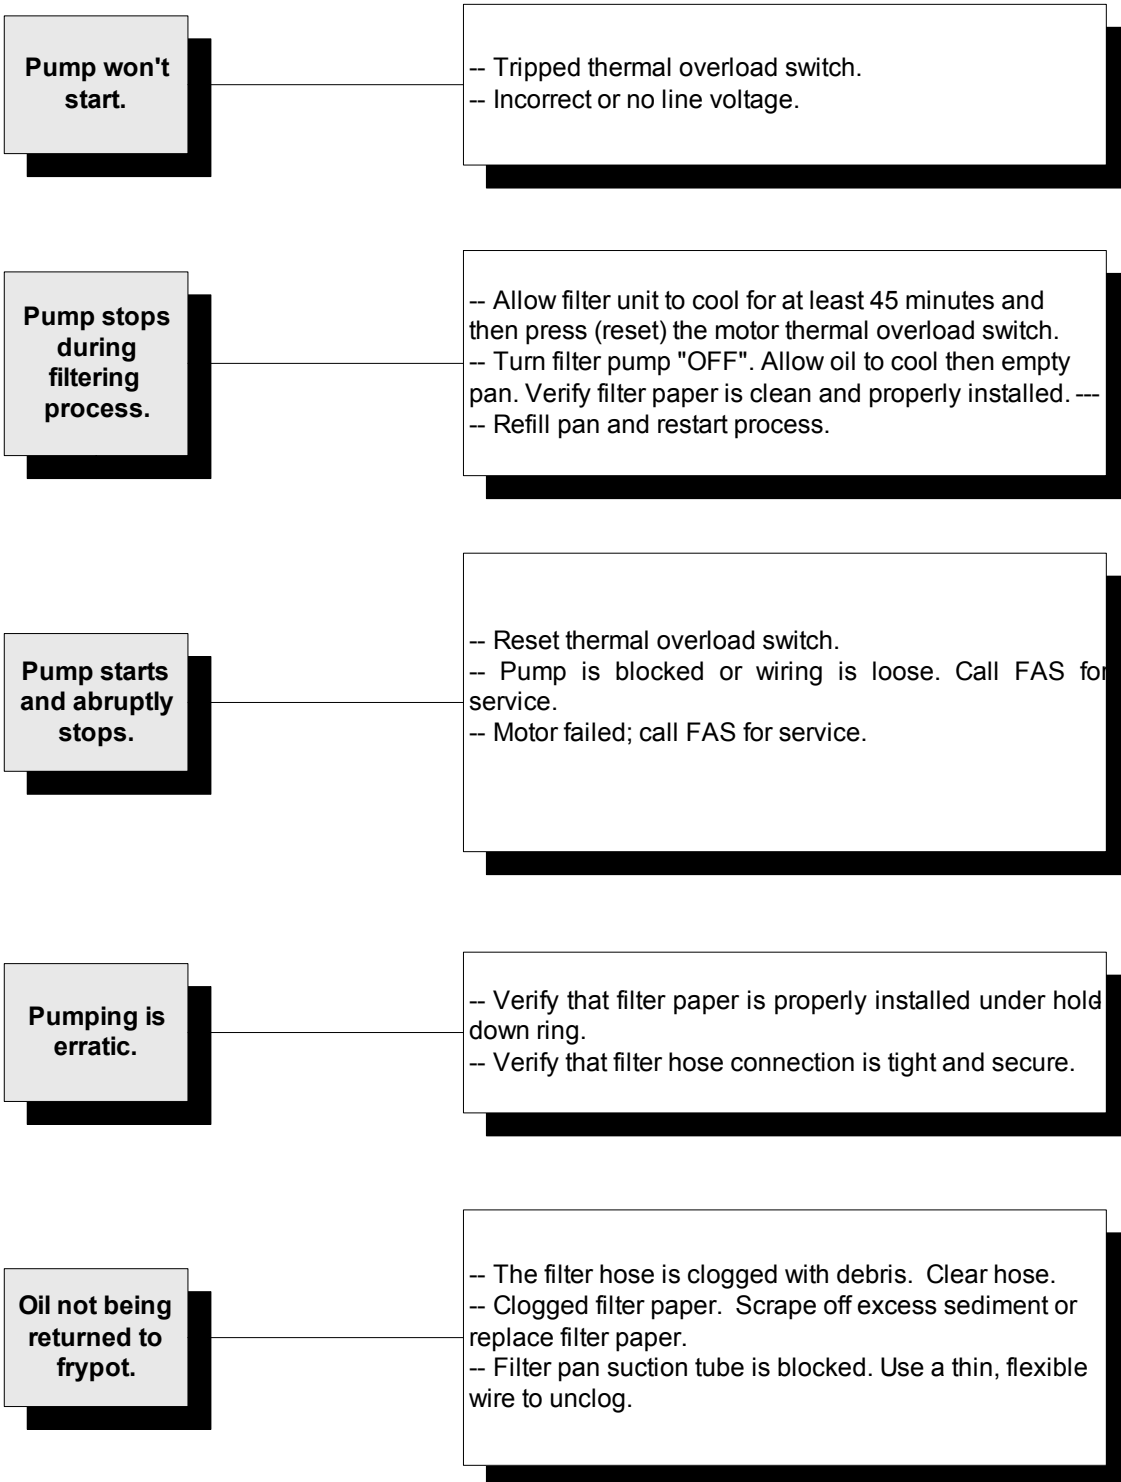 Pump won't
start.
-- Tripped thermal overload switch.
-- Incorrect or no line voltage.
Pump stops
during
filtering
process.
-- Allow filter unit to cool for at least 45 minutes and
then press (reset) the motor thermal overload switch.
-- Turn filter pump "OFF". Allow oil to cool then empty
pan. Verify filter paper is clean and properly installed. ---
-- Refill pan and restart process.
Pump starts
and abruptly
stops.
-- Reset thermal overload switch.
-- Pump is blocked or wiring is loose. Call FAS for
service.
-- Motor failed; call FAS for service.
Pumping is
erratic.
-- Verify that filter paper is properly installed under hold-
down ring.
-- Verify that filter hose connection is tight and secure.
Oil not being
returned to
frypot.
-- The filter hose is clogged with debris.  Clear hose.
-- Clogged filter paper.  Scrape off excess sediment or
replace filter paper.
-- Filter pan suction tube is blocked. Use a thin, flexible
wire to unclog.